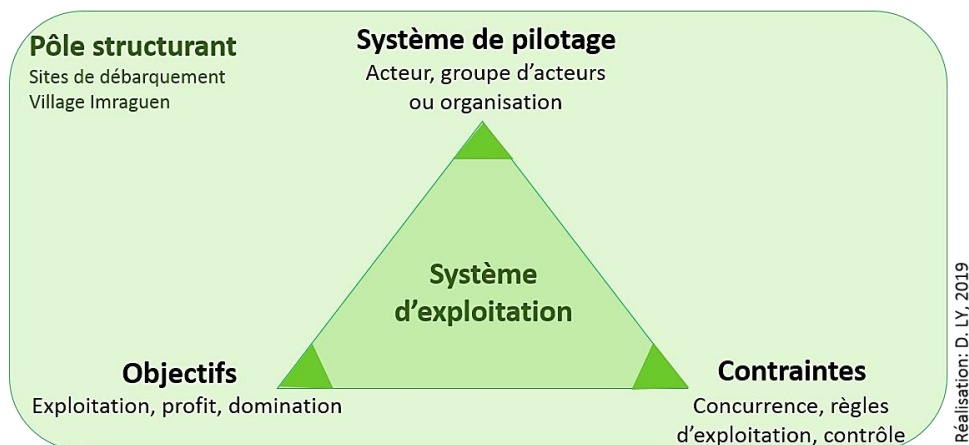 Pôle structurant
Sites de débarquement
Village Imraguen
Système de pilotage
Acteur, groupe d’acteurs
ou organisation
Système
d’exploitation
Objectifs
Exploitation, profit, domination
Contraintes
Concurrence, règles
d’exploitation, contrôle
Réalisation: D. LY, 2019